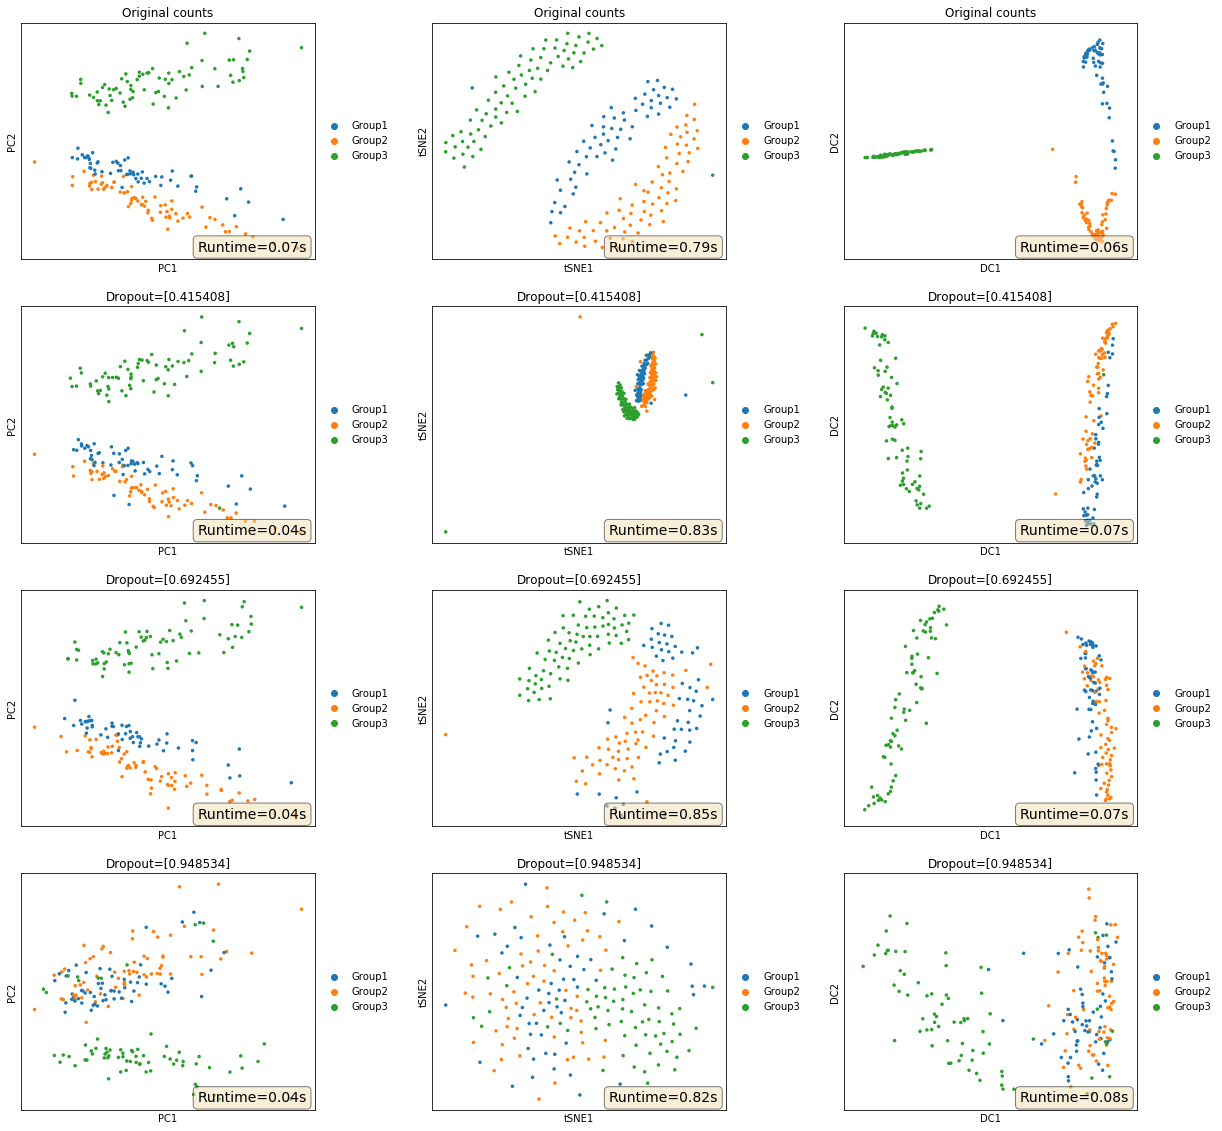 Original counts
PC2
Group1
Group2
Group3
Runtime=0.07s
PC1
Original counts
tSNE2
Group1
Group2
Group3
Runtime=0.79s
tSNE1
Original counts
DC2
Group1
Group2
Group3
Runtime=0.06s
DC1
Dropout=[0.415408]
PC2
Group1
Group2
Group3
Runtime=0.04s
PC1
Dropout=[0.415408]
tSNE2
Group1
Group2
Group3
Runtime=0.83s
tSNE1
Dropout=[0.415408]
DC2
Group1
Group2
Group3
Runtime=0.07s
DC1
Dropout=[0.692455]
PC2
Group1
Group2
Group3
Runtime=0.04s
PC1
Dropout=[0.692455]
tSNE2
Group1
Group2
Group3
Runtime=0.85s
tSNE1
Dropout=[0.692455]
DC2
Group1
Group2
Group3
Runtime=0.07s
DC1
Dropout=[0.948534]
PC2
Group1
Group2
Group3
Runtime=0.04s
PC1
Dropout=[0.948534]
tSNE2
Group1
Group2
Group3
Runtime=0.82s
tSNE1
Dropout=[0.948534]
DC2
Group1
Group2
Group3
Runtime=0.08s
DC1